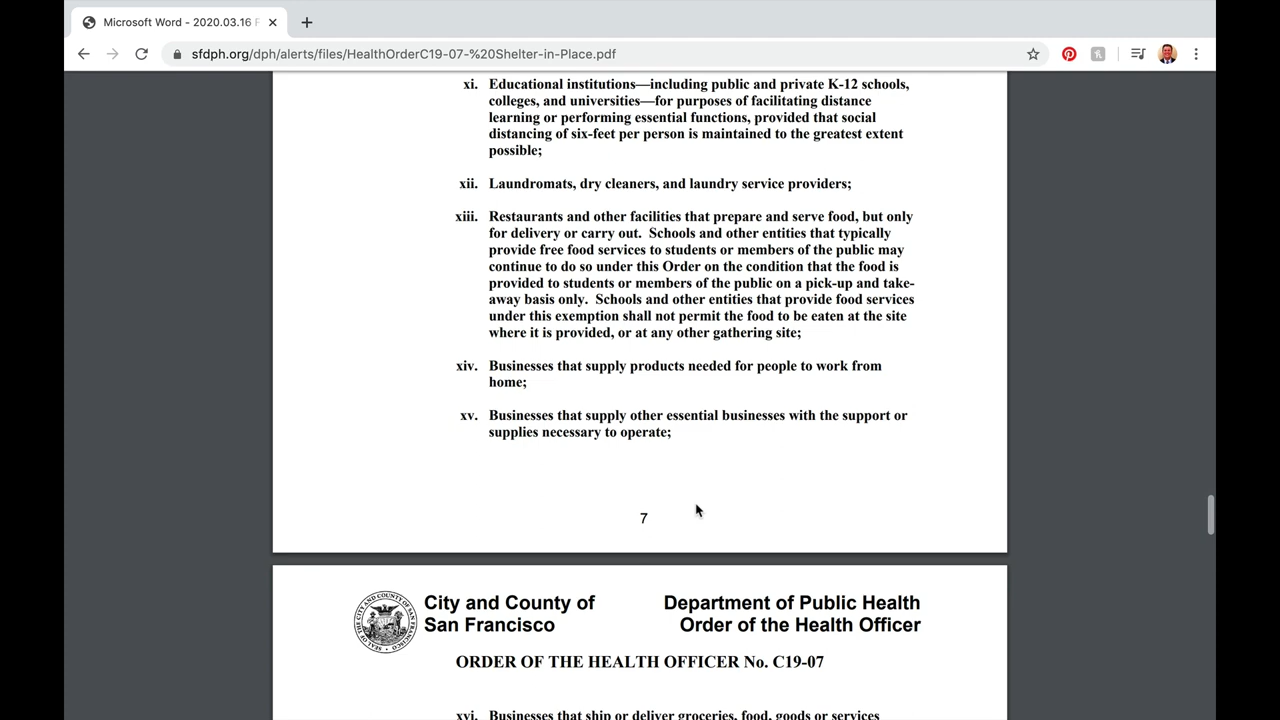 Microsoft Word - 2020.03.16 F
sfdph.org/dph/alerts/files/HealthOrderC19-07-%20Shelter-in-Place.pdf
xi. Educational institutions—including public and private K-12 schools,
colleges, and universities—for purposes of facilitating distance
learning or performing essential functions, provided that social
distancing of six-feet per person is maintained to the greatest extent
possible;
xii. Laundromats, dry cleaners, and laundry service providers;
xiii. Restaurants and other facilities that prepare and serve food, but only
for delivery or carry out.  Schools and other entities that typically
provide free food services to students or members of the public may
continue to do so under this Order on the condition that the food is
provided to students or members of the public on a pick-up and take-
away basis only.  Schools and other entities that provide food services
under this exemption shall not permit the food to be eaten at the site
where it is provided, or at any other gathering site;
xiv. Businesses that supply products needed for people to work from
home;
xv. Businesses that supply other essential businesses with the support or
supplies necessary to operate;
7
City and County of
San Francisco
Department of Public Health
Order of the Health Officer
ORDER OF THE HEALTH OFFICER No. C19-07
xvi. Businesses that ship or deliver groceries, food, goods or services